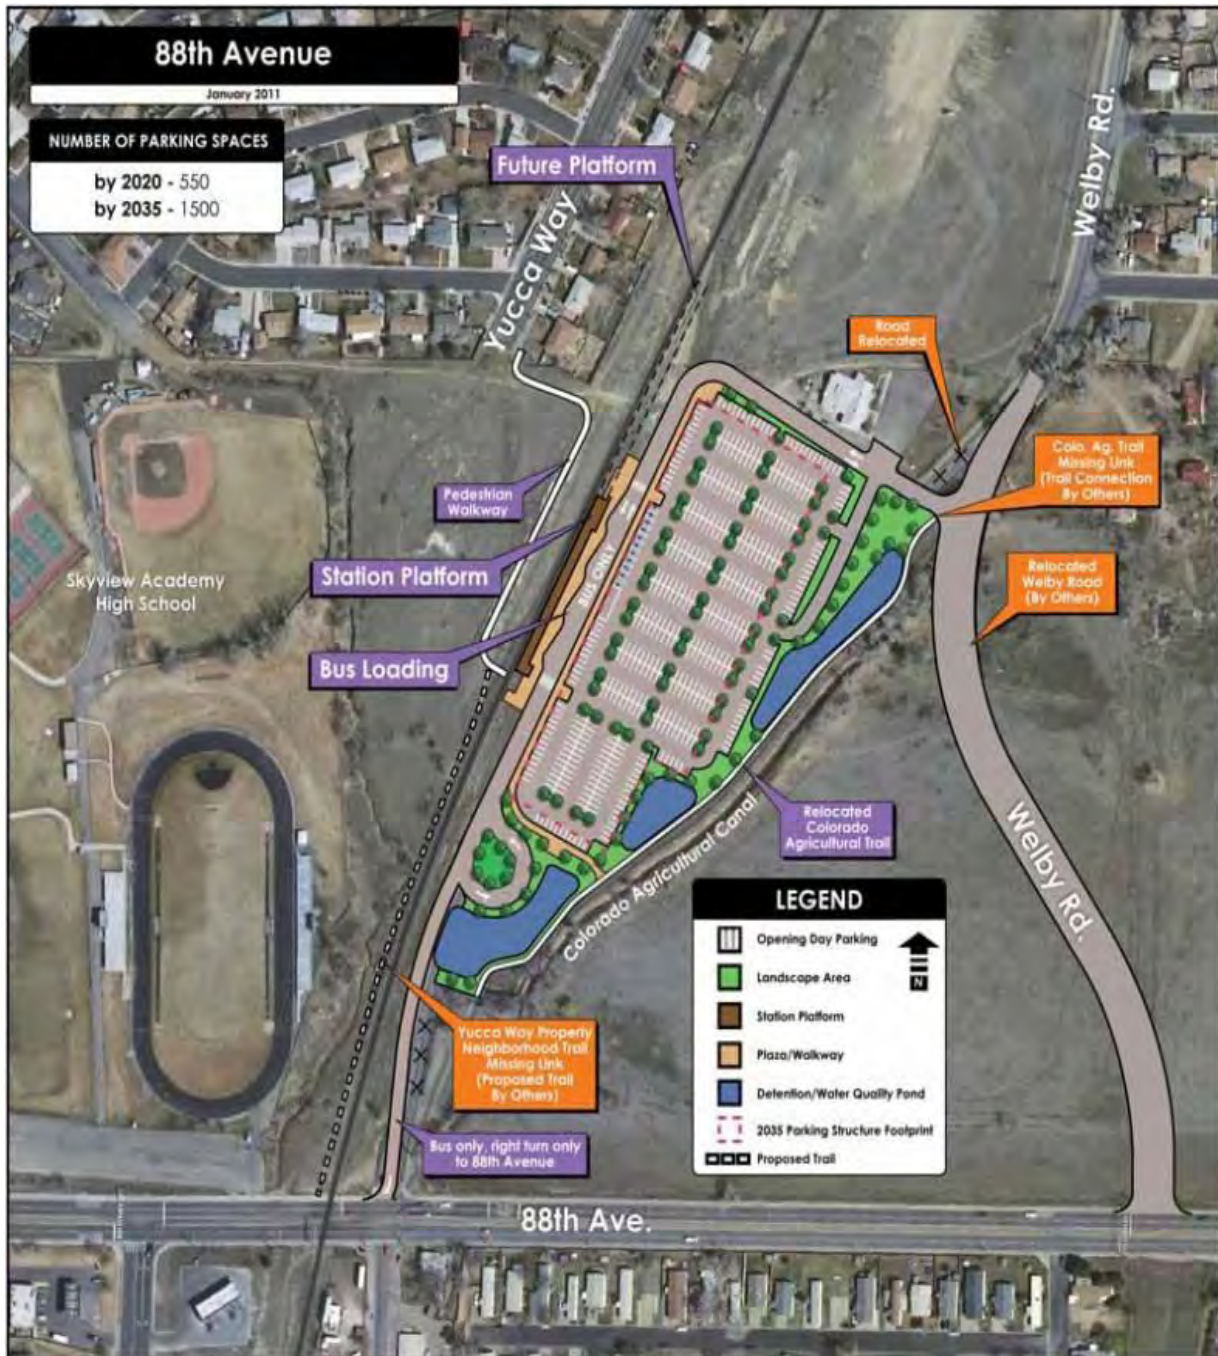 88th Avenue
January 2011
NUMBER OF PARKING SPACES
by 2020 - 550
by 2035 - 1500
Future Platform
Yucca Way
Welby Rd.
Road
Relocated
Colo. Ag. Trail
Missing Link
(Trail Connection
By Others)
Pedestrian
Walkway
Station Platform
BUS ONLY
Skyview Academy
High School
Relocated
Welby Road
(By Others)
Bus Loading
Relocated
Colorado
Agricultural Trail
Colorado Agricultural Canal
Welby Rd.
LEGEND
Opening Day Parking
Landscape Area
N
Station Platform
Plaza/Walkway
Detention/Water Quality Pond
2035 Parking Structure Footprint
Proposed Trail
Yucca Way Property
Neighborhood Trail
Missing Link
(Proposed Trail
By Others)
Bus only, right turn only
to 88th Avenue
88th Ave.